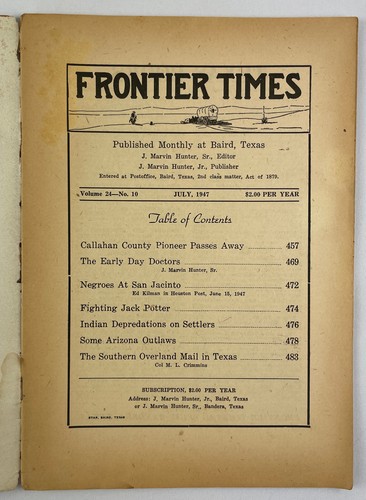 FRONTIER TIMES
Published Monthly at Baird, Texas
J. Marvin Hunter, Sr., Editor
J. Marvin Hunter, Jr., Publisher
Entered at Postoffice, Baird, Texas, 2nd class matter, Act of 1879.
Volume 24—No. 10 JULY, 1947 $2.00 PER YEAR
Table of Contents
Callahan County Pioneer Passes Away 457
The Early Day Doctors 469
J. Marvin Hunter, Sr.
Negroes At San Jacinto 472
Ed Kilman in Houston Post, June 15, 1947
Fighting Jack Potter 474
Indian Depredations on Settlers 476
Some Arizona Outlaws 478
The Southern Overland Mail in Texas 483
Col M. L. Crimmins
SUBSCRIPTION, $2.00 PER YEAR
Address: J. Marvin Hunter, Jr., Baird, Texas
or J. Marvin Hunter, Sr., Bandera, Texas
STAR, BAIRD, TEXAS